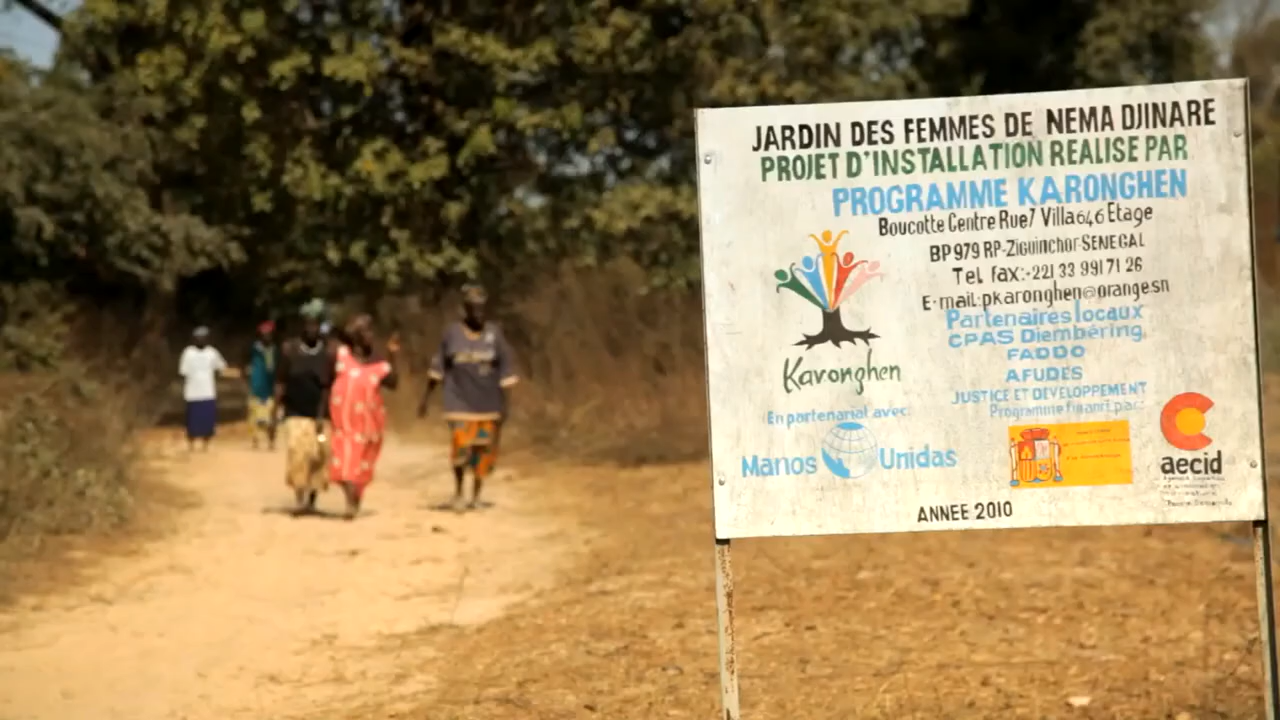 JARDIN DES FEMMES DE NEMA DJINARE
PROJET D'INSTALLATION REALISE PAR
PROGRAMME KARONGHEN
Boucotte Centre Rue7 Villa646 Etage
BP 979 RP-Ziguinchor-SENEGAL
Tel fax:+221 33 991 71 26
E-mail:pkaronghen@orange.sn
Partenaires locaux
CPAS Diembéring
FADDO
AFUDES
JUSTICE ET DEVELOPPEMENT
Programme financé par:
Karonghen
En partenariat avec:
Manos Unidas
aecid
ANNEE 2010